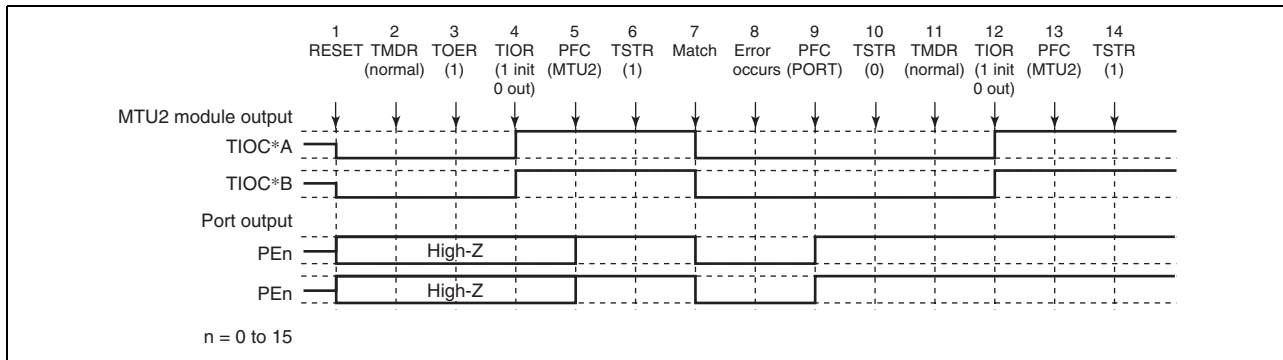 1 2 3 4 5 6 7 8 9 10 11 12 13 14
RESET TMDR TOER TIOR PFC TSTR Match Error PFC TSTR TMDR TIOR PFC TSTR
(normal) (1) (1 init (MTU2) (1) occurs (PORT) (0) (normal) (1 init (MTU2) (1)
0 out) 0 out)
MTU2 module output
TIOC*A
TIOC*B
Port output
PEn High-Z
PEn High-Z
n = 0 to 15